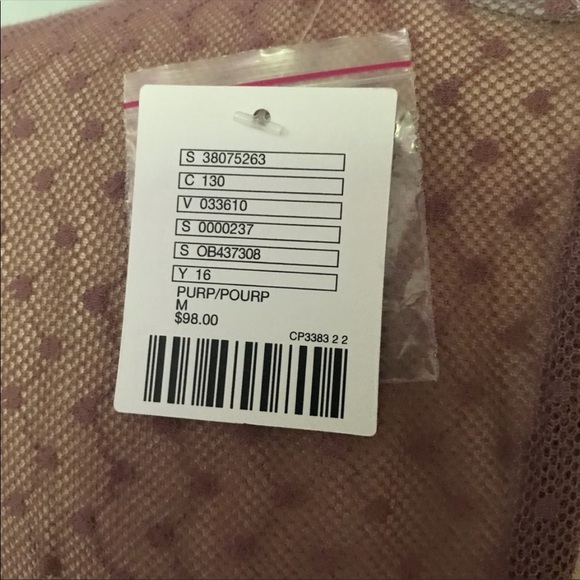 S 38075263
C 130
V 033610
S 0000237
S OB437308
Y 16
PURP/POURP
M
$98.00
CP3383 2 2